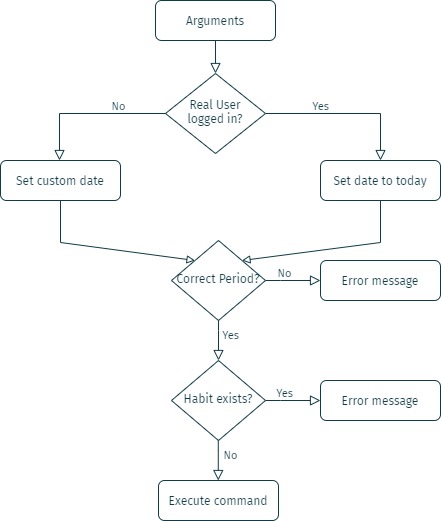 Arguments
Real User
logged in?
No
Yes
Set custom date
Set date to today
Correct Period?
No
Error message
Yes
Habit exists?
Yes
Error message
No
Execute command